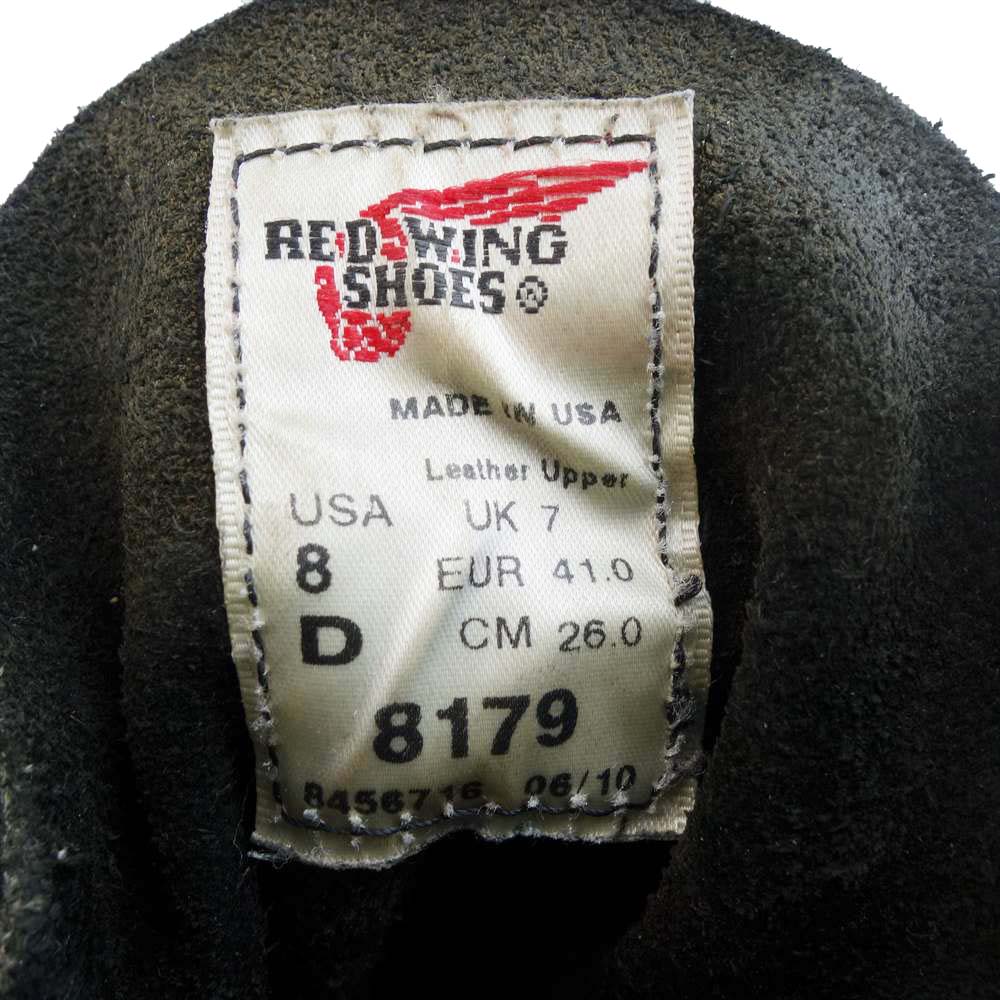 RED WING
SHOES ®
MADE IN USA
Leather Upper
USA UK 7
8 EUR 41.0
D CM 26.0
8179
8456716 06/10